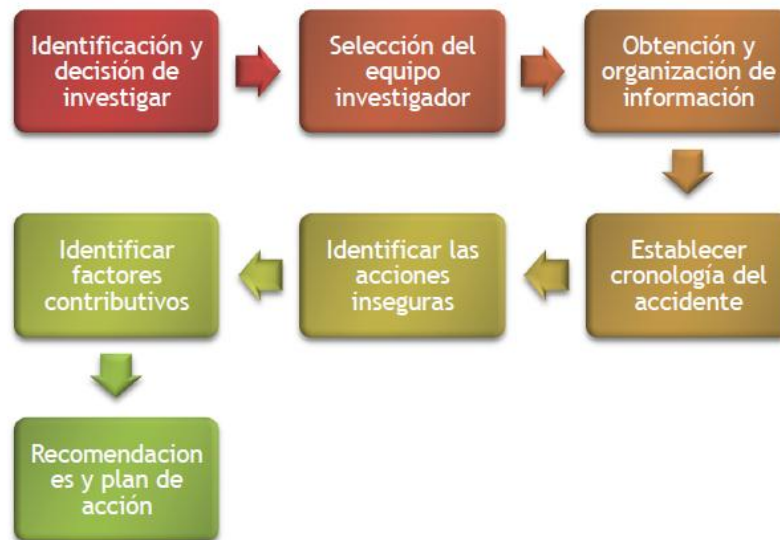 Identificación y
decisión de
investigar
Selección del
equipo
investigador
Obtención y
organización de
información
Establecer
cronología del
accidente
Identificar las
acciones
inseguras
Identificar
factores
contributivos
Recomendacion
es y plan de
acción